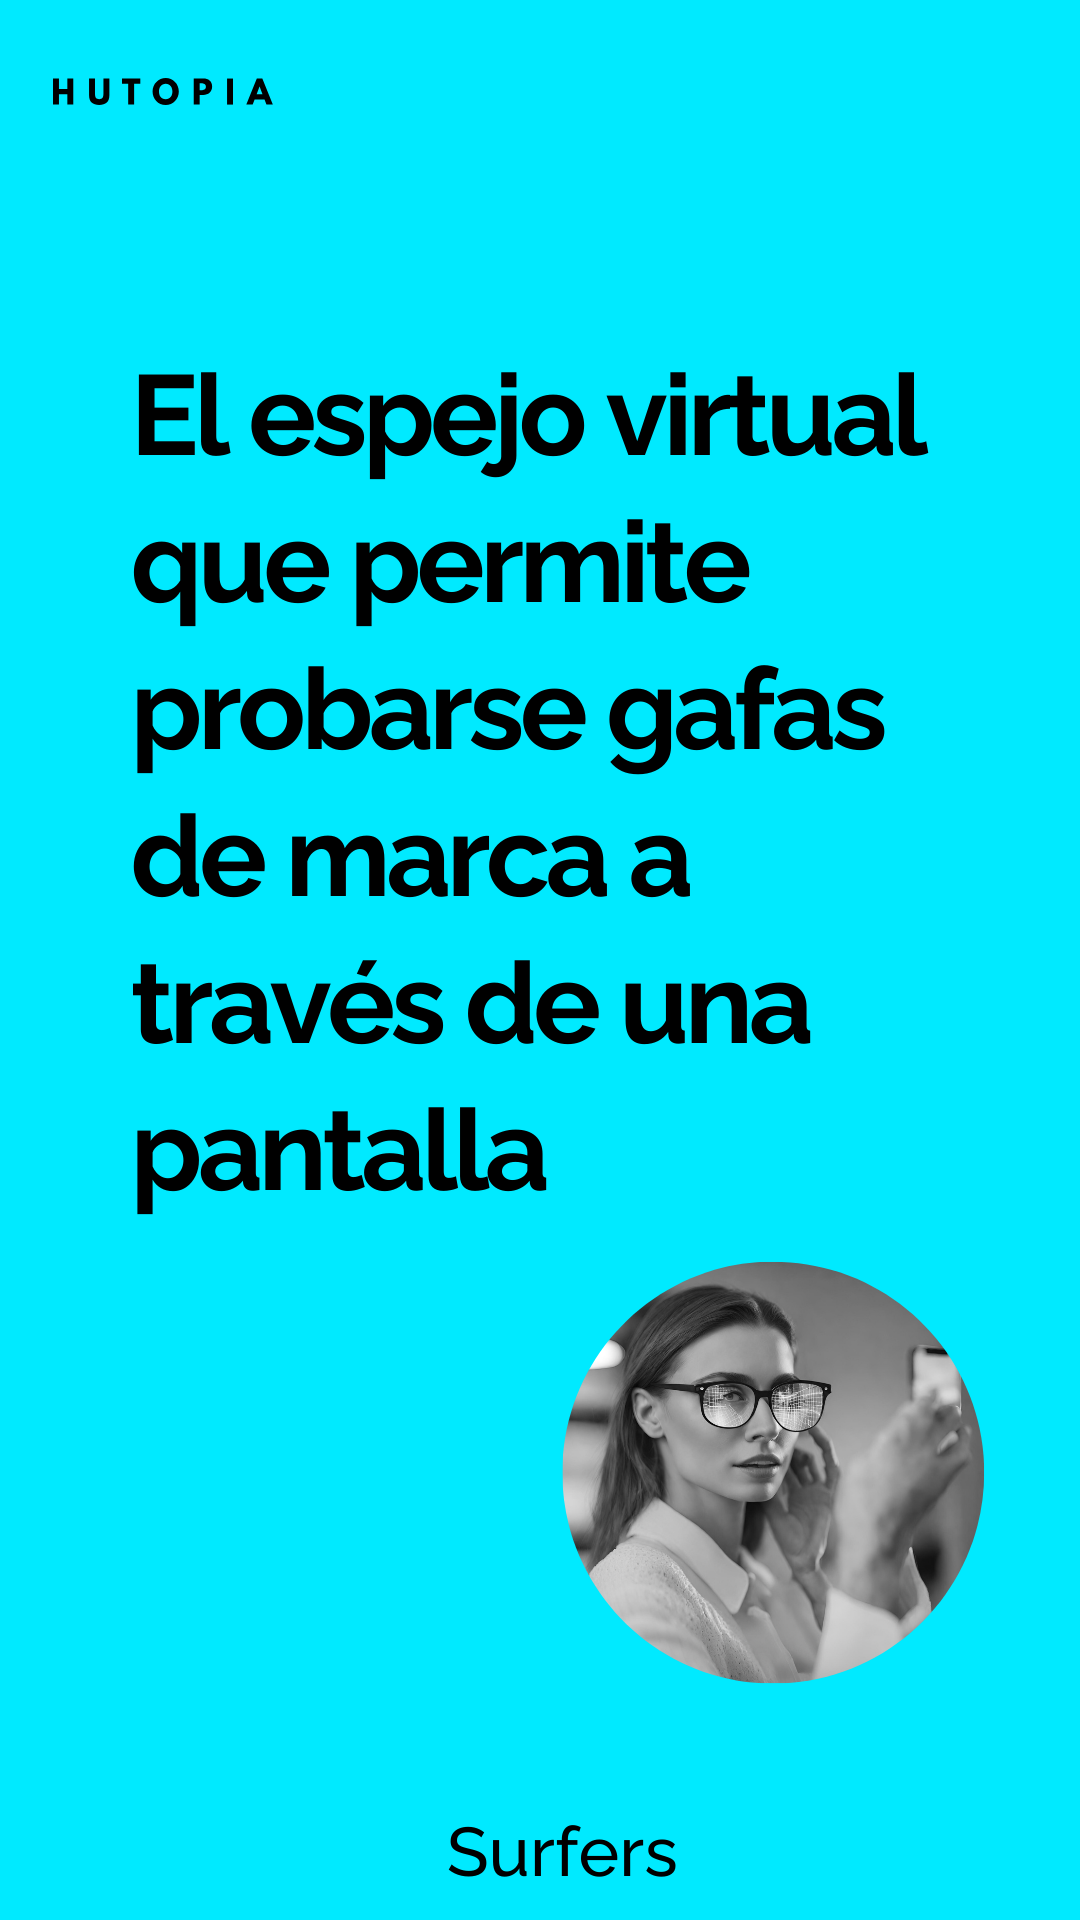 HUTOPIA
El espejo virtual
que permite
probarse gafas
de marca a
través de una
pantalla
Surfers